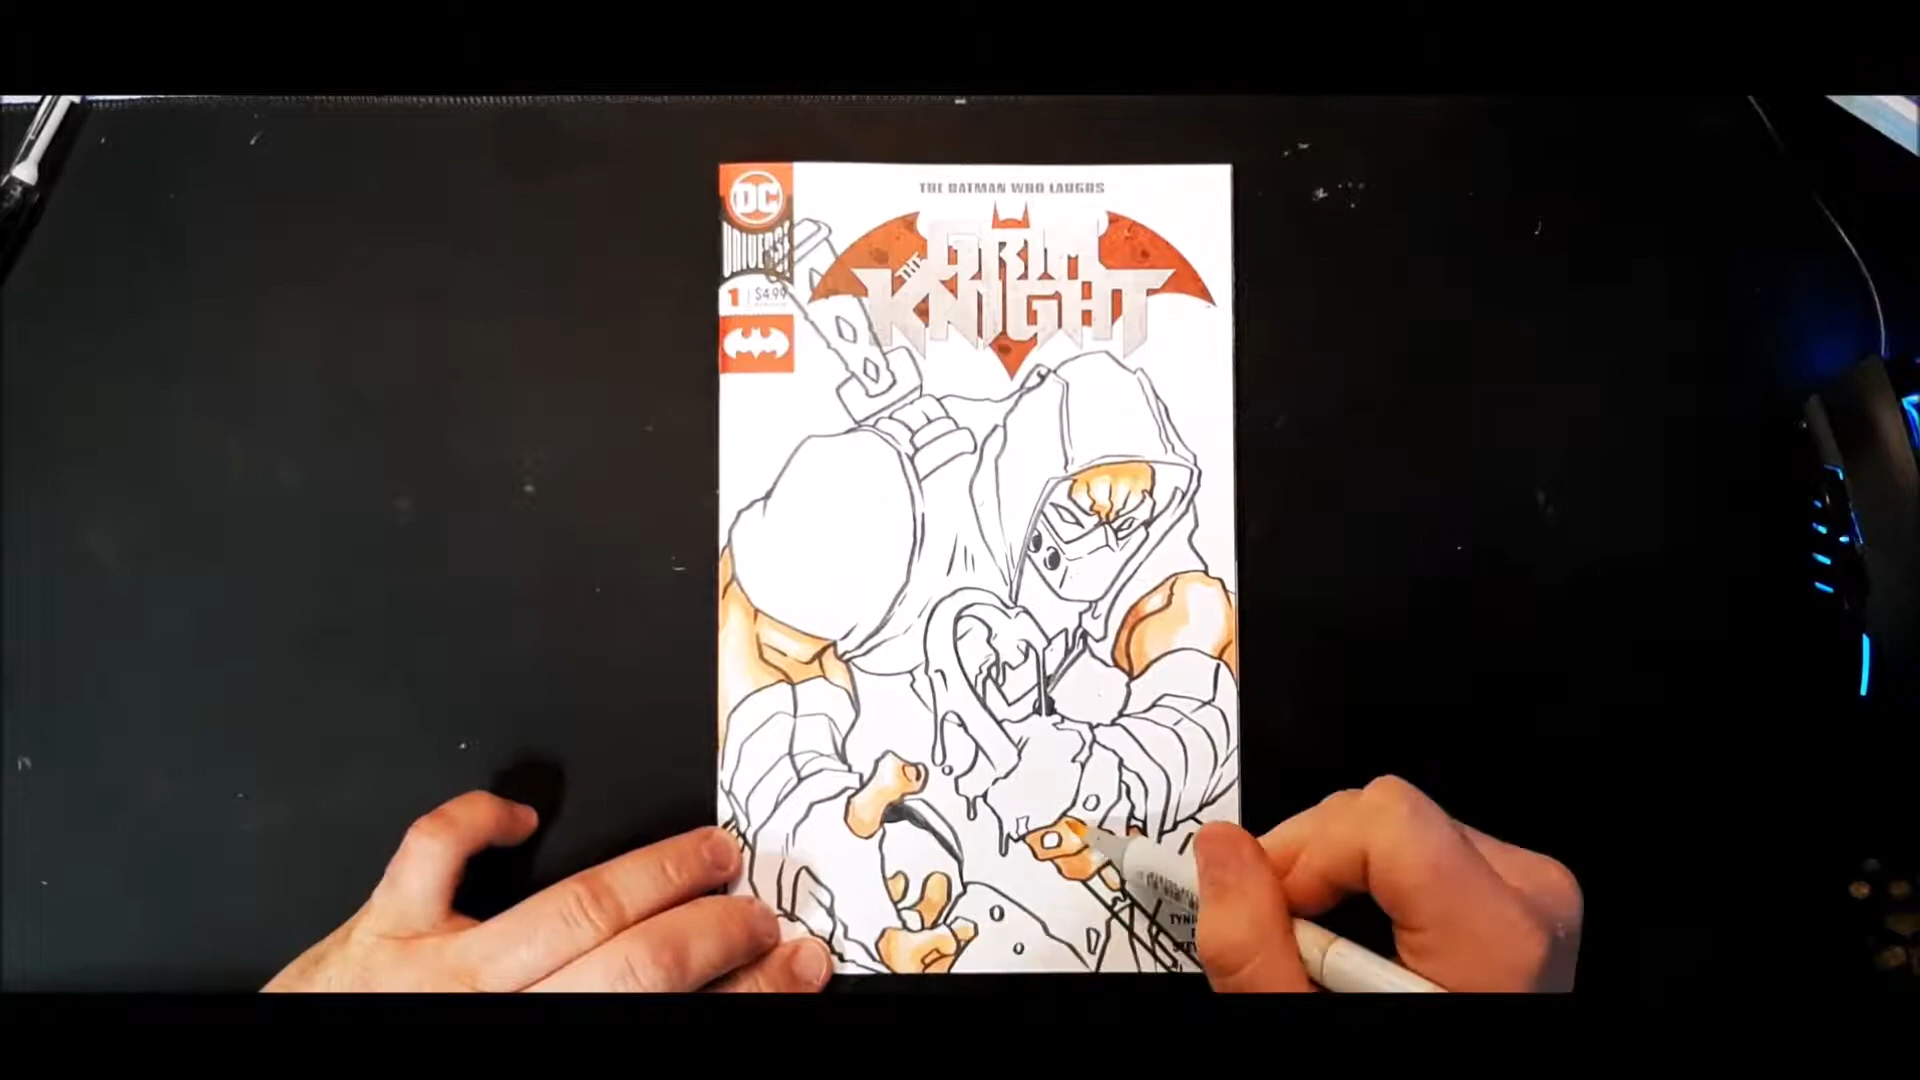 THE BATMAN WHO LAUGHS
DC
UNIVERSE
THE
GRIM
KNIGHT
1 $4.99